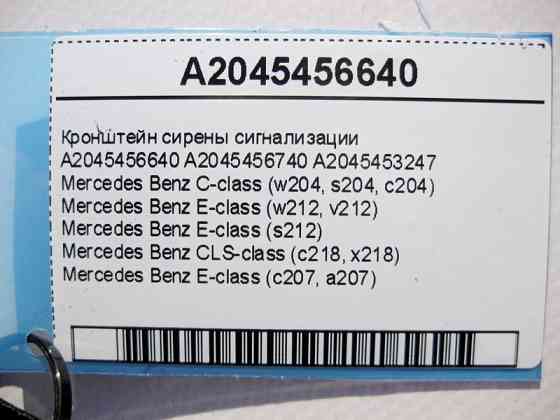 A2045456640
Кронштейн сирены сигнализации
A2045456640 A2045456740 A2045453247
Mercedes Benz C-class (w204, s204, c204)
Mercedes Benz E-class (w212, v212)
Mercedes Benz E-class (s212)
Mercedes Benz CLS-class (c218, x218)
Mercedes Benz E-class (c207, a207)